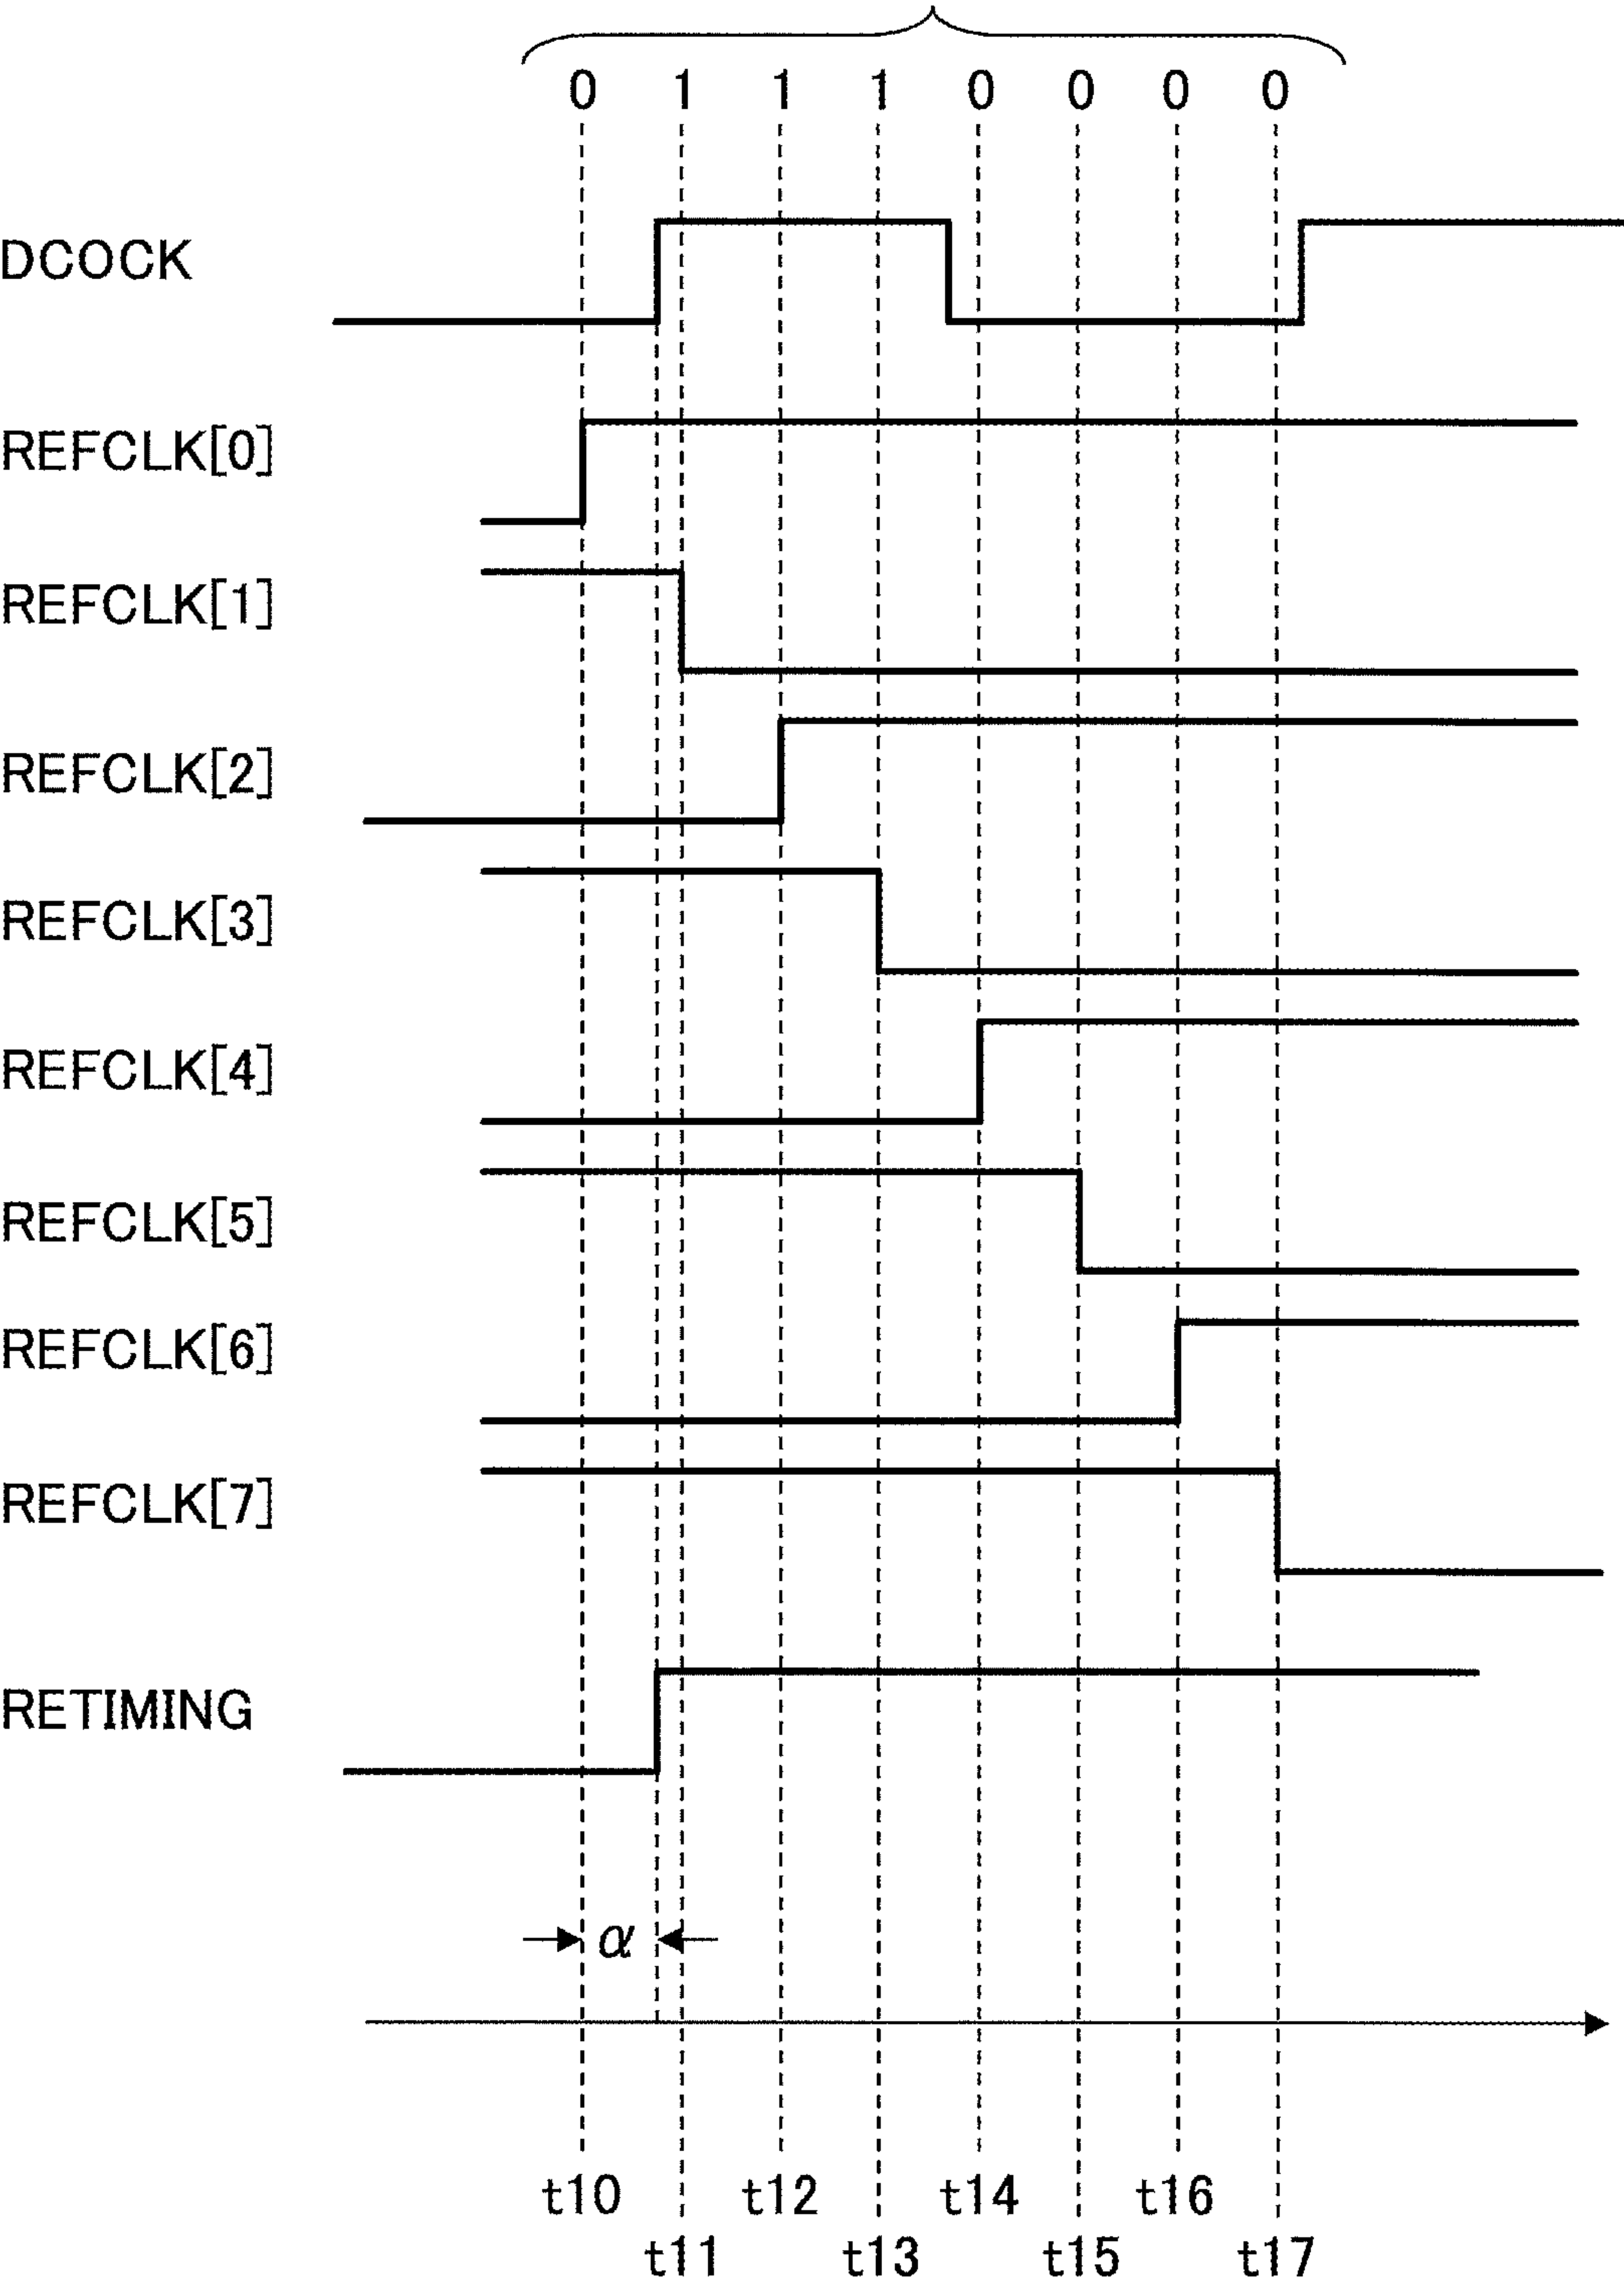 0 1 1 1 0 0 0 0
DCOCK
REFCLK[0]
REFCLK[1]
REFCLK[2]
REFCLK[3]
REFCLK[4]
REFCLK[5]
REFCLK[6]
REFCLK[7]
RETIMING
α
t10 t12 t14 t16
t11 t13 t15 t17